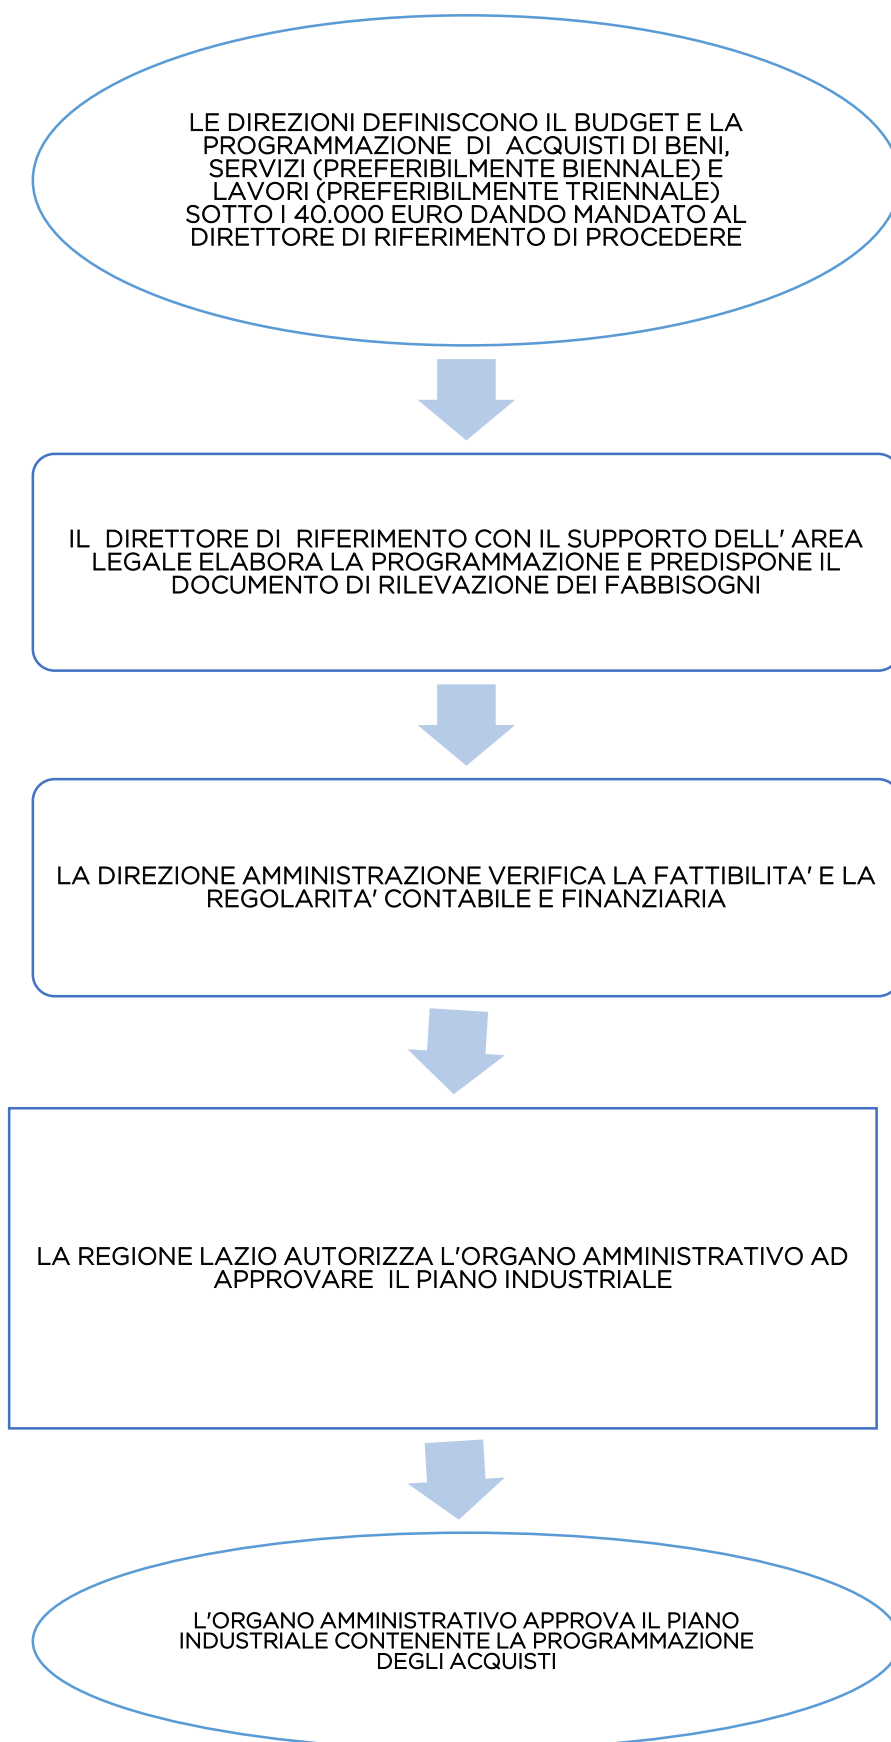 LE DIREZIONI DEFINISCONO IL BUDGET E LA
PROGRAMMAZIONE DI ACQUISTI DI BENI,
SERVIZI (PREFERIBILMENTE BIENNALE) E
LAVORI (PREFERIBILMENTE TRIENNALE)
SOTTO I 40.000 EURO DANDO MANDATO AL
DIRETTORE DI RIFERIMENTO DI PROCEDERE
IL DIRETTORE DI RIFERIMENTO CON IL SUPPORTO DELL' AREA
LEGALE ELABORA LA PROGRAMMAZIONE E PREDISPONE IL
DOCUMENTO DI RILEVAZIONE DEI FABBISOGNI
LA DIREZIONE AMMINISTRAZIONE VERIFICA LA FATTIBILITA' E LA
REGOLARITA' CONTABILE E FINANZIARIA
LA REGIONE LAZIO AUTORIZZA L'ORGANO AMMINISTRATIVO AD
APPROVARE IL PIANO INDUSTRIALE
L'ORGANO AMMINISTRATIVO APPROVA IL PIANO
INDUSTRIALE CONTENENTE LA PROGRAMMAZIONE
DEGLI ACQUISTI